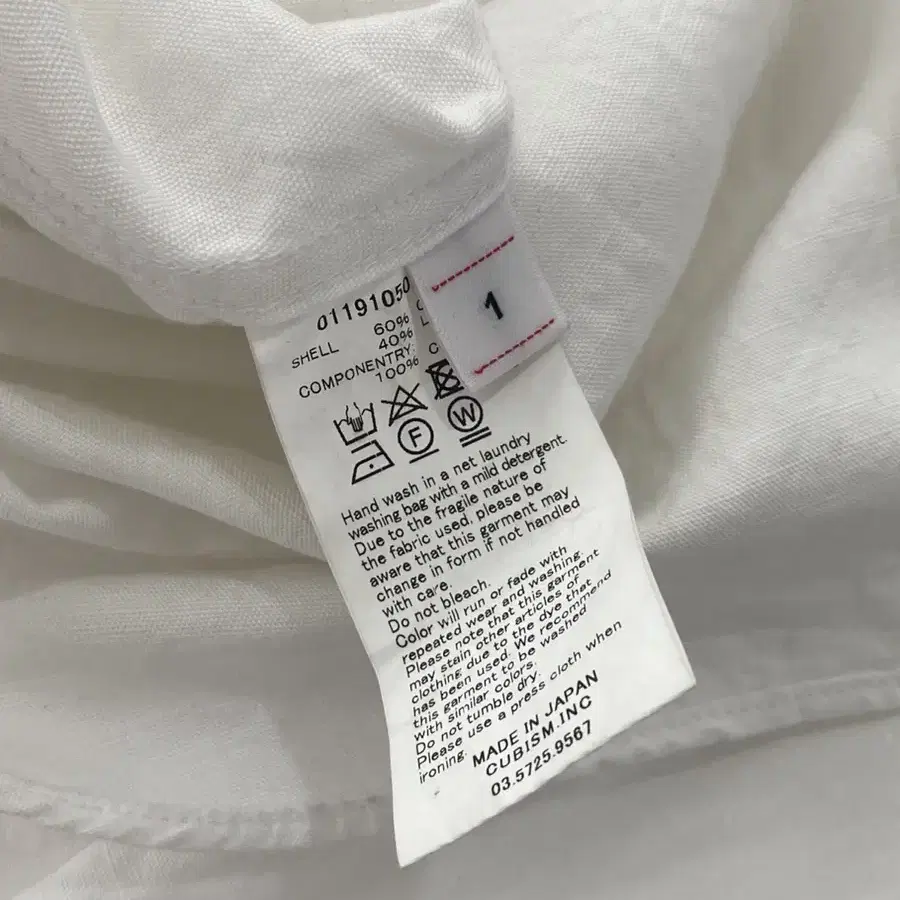 01191050
1
SHELL 60% C
40% L
COMPONENTRY:
100% C
F
W
Hand wash in a net laundry
washing bag with a mild detergent.
Due to the fragile nature of
the fabric used, please be
aware that this garment may
change in form if not handled
with care.
Do not bleach.
Color will run or fade with
repeated wear and washing.
Please note that this garment
may stain other articles of
clothing due to the dye that
has been used. We recommend
this garment to be washed
with similar colors.
Do not tumble dry.
Please use a press cloth when
ironing.
MADE IN JAPAN
CUBISM.INC
03.5725.9567